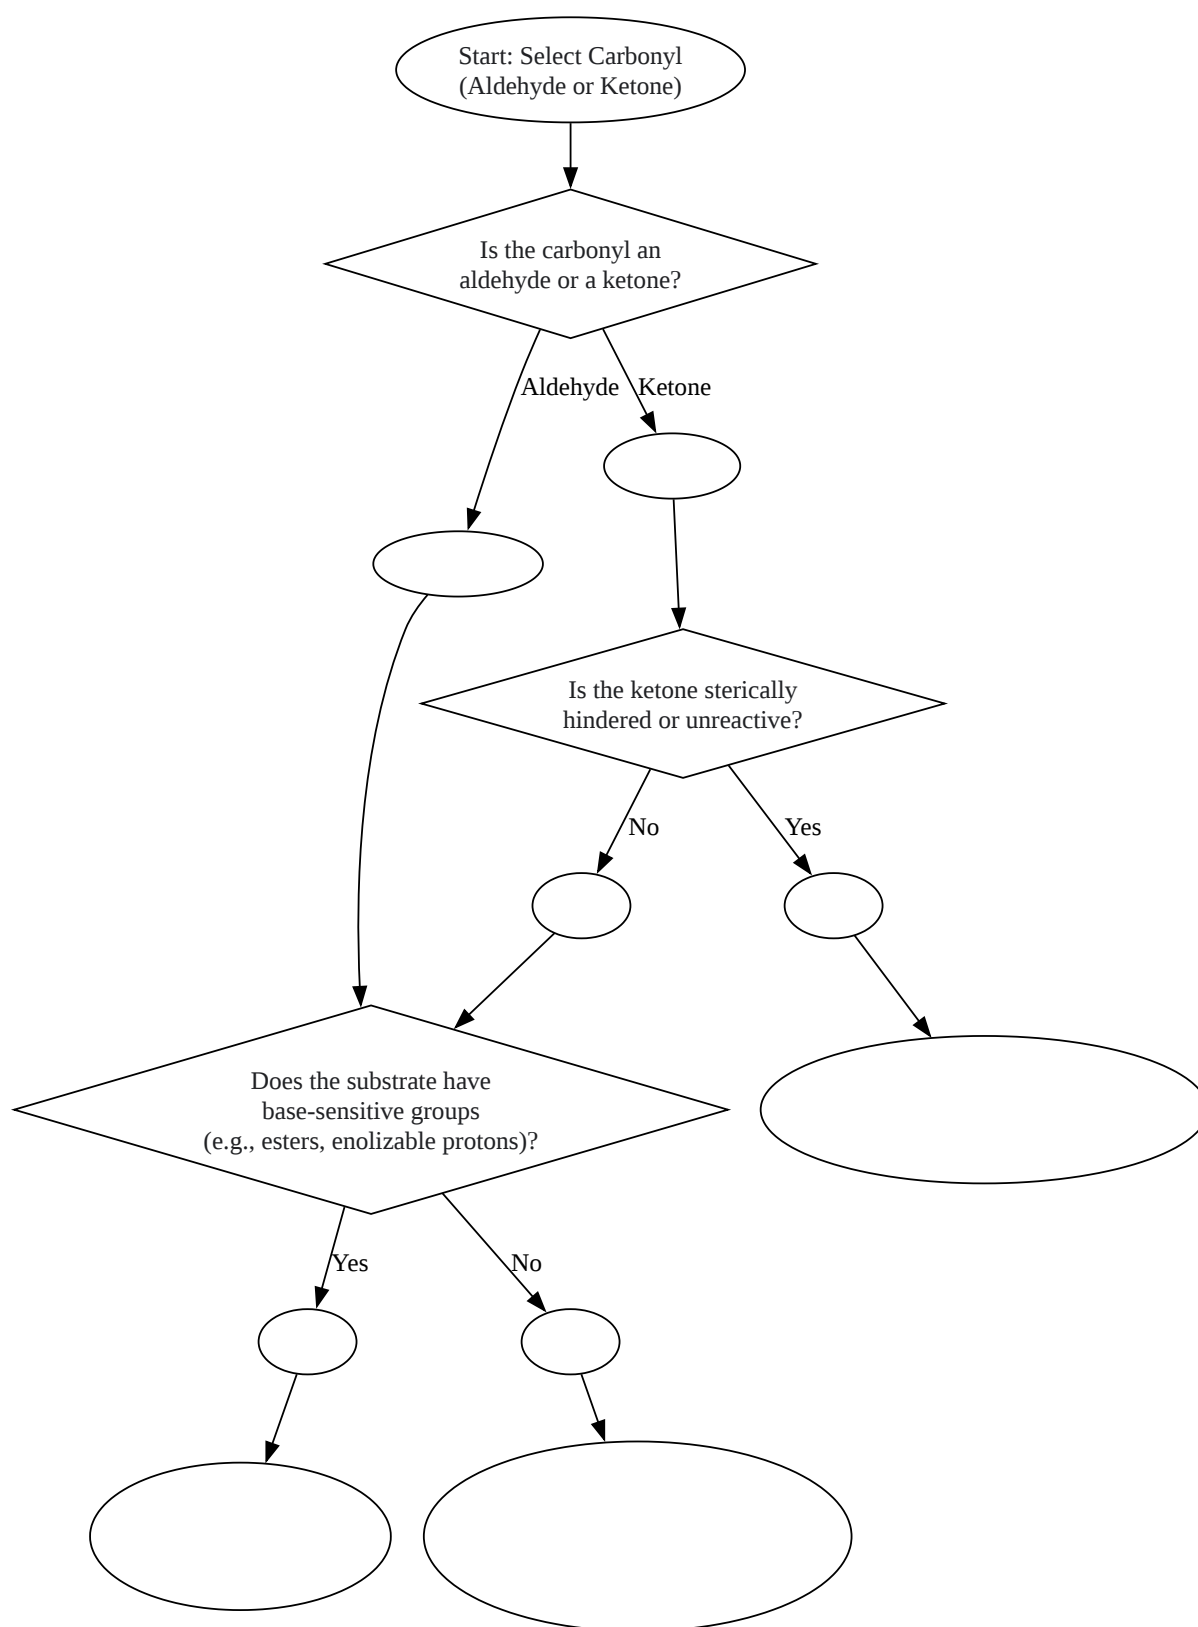 Start: Select Carbonyl
(Aldehyde or Ketone)
Is the carbonyl an
aldehyde or a ketone?
Aldehyde
Ketone
Is the ketone sterically
hindered or unreactive?
No
Yes
Does the substrate have
base-sensitive groups
(e.g., esters, enolizable protons)?
Yes
No